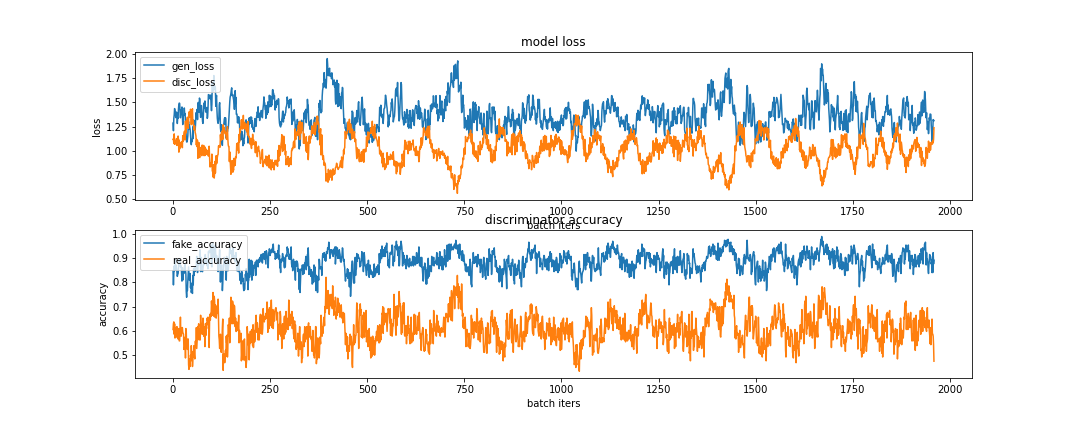 model loss
2.00
1.75
1.50
1.25
1.00
0.75
0.50
loss
gen_loss
disc_loss
0 250 500 750 1000 1250 1500 1750 2000
batch iters
discriminator accuracy
1.0
0.9
0.8
0.7
0.6
0.5
accuracy
fake_accuracy
real_accuracy
0 250 500 750 1000 1250 1500 1750 2000
batch iters